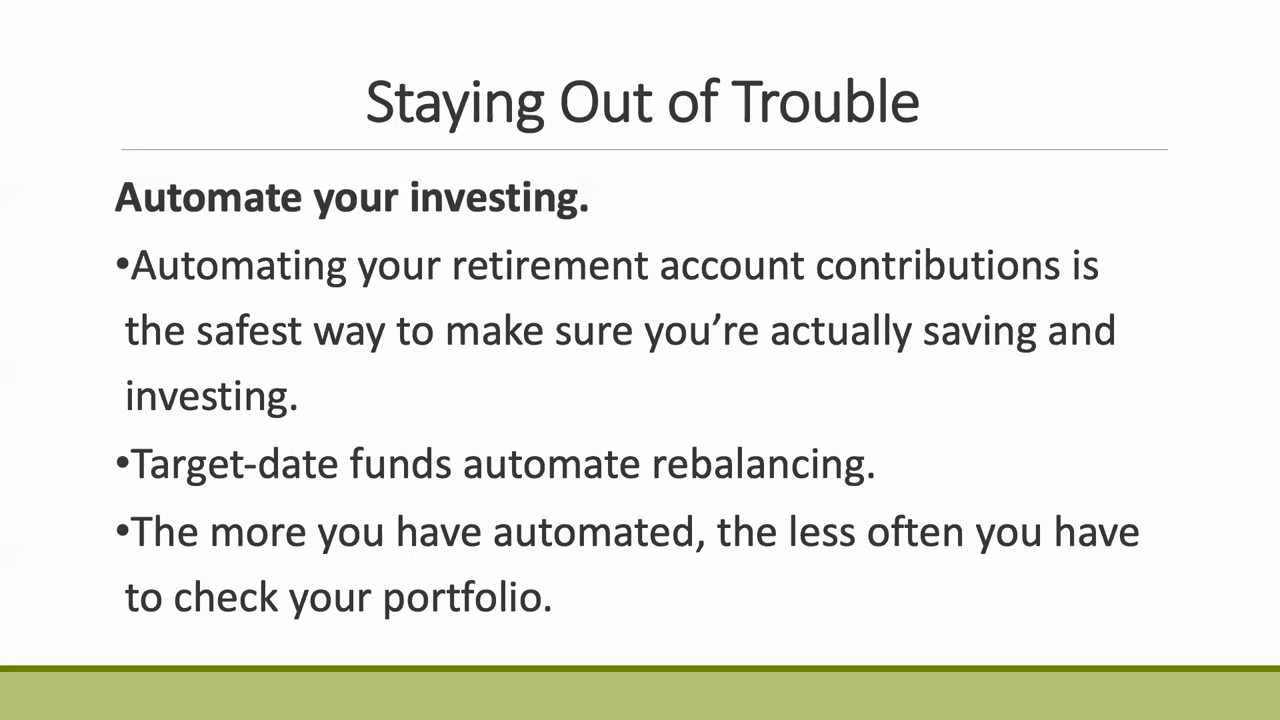 Staying Out of Trouble
Automate your investing.
•Automating your retirement account contributions is
the safest way to make sure you’re actually saving and
investing.
•Target-date funds automate rebalancing.
•The more you have automated, the less often you have
to check your portfolio.